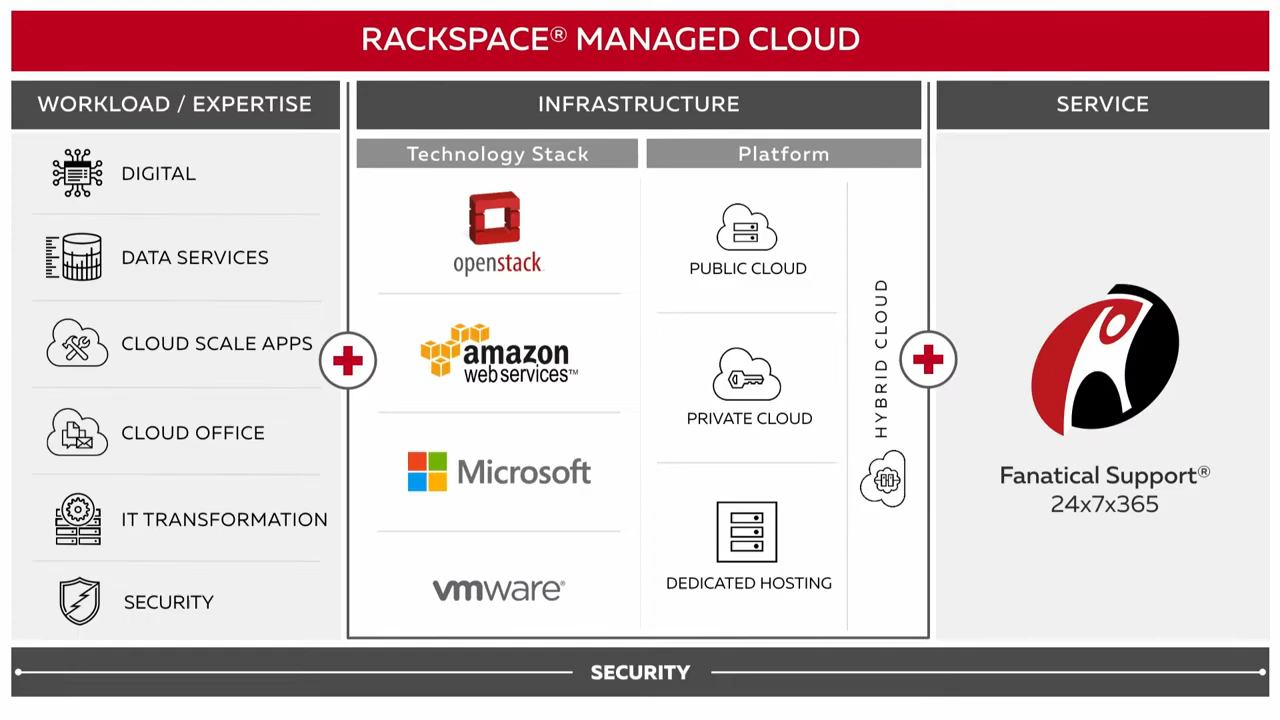 RACKSPACE® MANAGED CLOUD
WORKLOAD / EXPERTISE
DIGITAL
DATA SERVICES
CLOUD SCALE APPS
CLOUD OFFICE
IT TRANSFORMATION
SECURITY
INFRASTRUCTURE
Technology Stack
openstack
amazon
web services™
Microsoft
vmware®
Platform
PUBLIC CLOUD
PRIVATE CLOUD
DEDICATED HOSTING
HYBRID CLOUD
SERVICE
Fanatical Support®
24x7x365
SECURITY